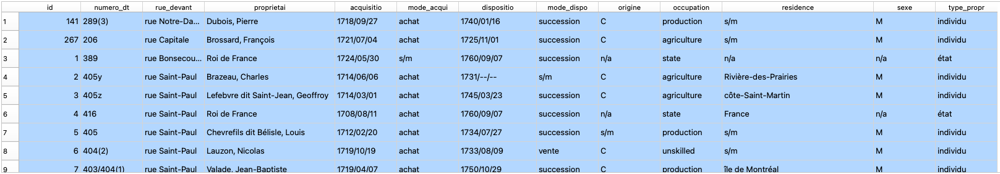 id numero_dt rue_devant proprietai acquisitio mode_acqui dispositio mode_dispo origine occupation residence sexe type_propr
1 141 289(3) rue Notre-Da... Dubois, Pierre 1718/09/27 achat 1740/01/16 succession C production s/m M individu
2 267 206 rue Capitale Brossard, François 1721/07/04 achat 1725/11/01 succession C agriculture s/m M individu
3 1 389 rue Bonsecou... Roi de France 1724/05/30 s/m 1760/09/07 succession n/a state n/a n/a état
4 2 405y rue Saint-Paul Brazeau, Charles 1714/06/06 achat 1731/--/-- s/m C agriculture Rivière-des-Prairies M individu
5 3 405z rue Saint-Paul Lefebvre dit Saint-Jean, Geoffroy 1714/03/01 achat 1745/03/23 succession C agriculture côte-Saint-Martin M individu
6 4 416 rue Saint-Paul Roi de France 1708/08/11 achat 1760/09/07 succession n/a state France n/a état
7 5 405 rue Saint-Paul Chevrefils dit Bélisle, Louis 1712/02/20 achat 1734/07/27 succession s/m production s/m M individu
8 6 404(2) rue Saint-Paul Lauzon, Nicolas 1719/10/19 achat 1733/08/09 vente C unskilled s/m M individu
9 7 403/404(1) rue Saint-Paul Valade, Jean-Baptiste 1719/04/07 achat 1750/10/29 succession C production île de Montréal M individu